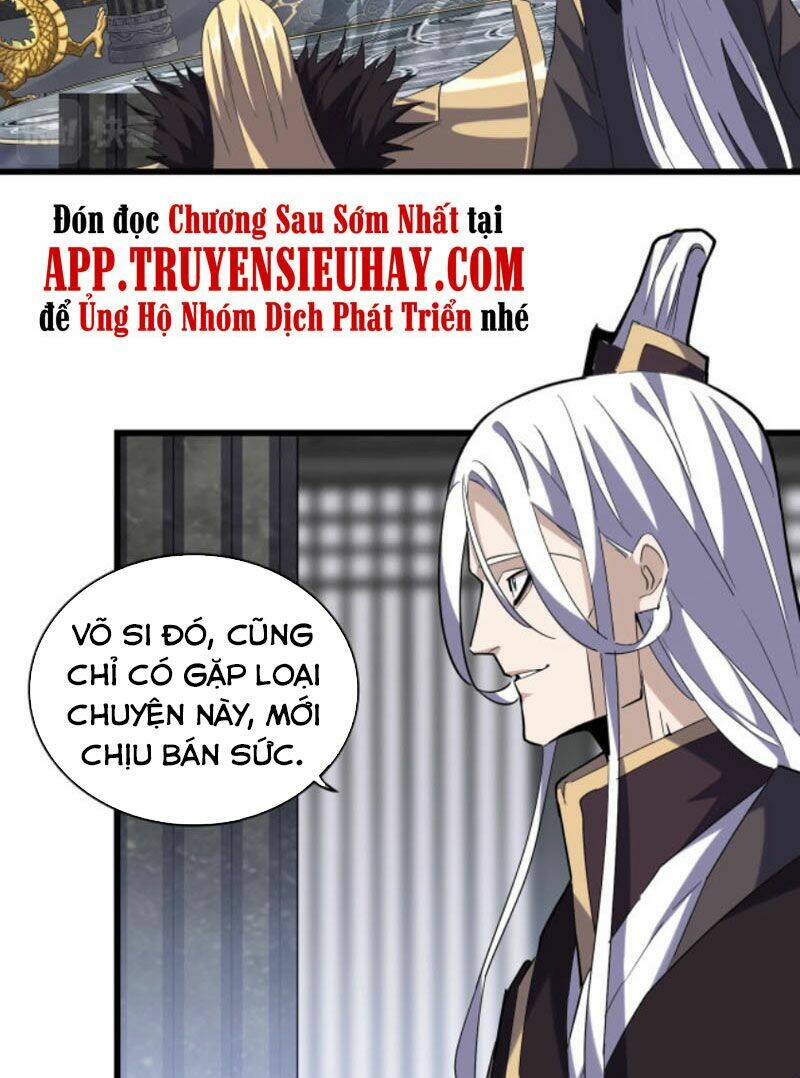 Đón đọc Chương Sau Sớm Nhất tại
APP.TRUYENSIEUHAY.COM
để Ủng Hộ Nhóm Dịch Phát Triển nhé
VÕ SI ĐÓ, CŨNG
CHỈ CÓ GẶP LOẠI
CHUYỆN NÀY, MỚI
CHỊU BÁN SỨC.